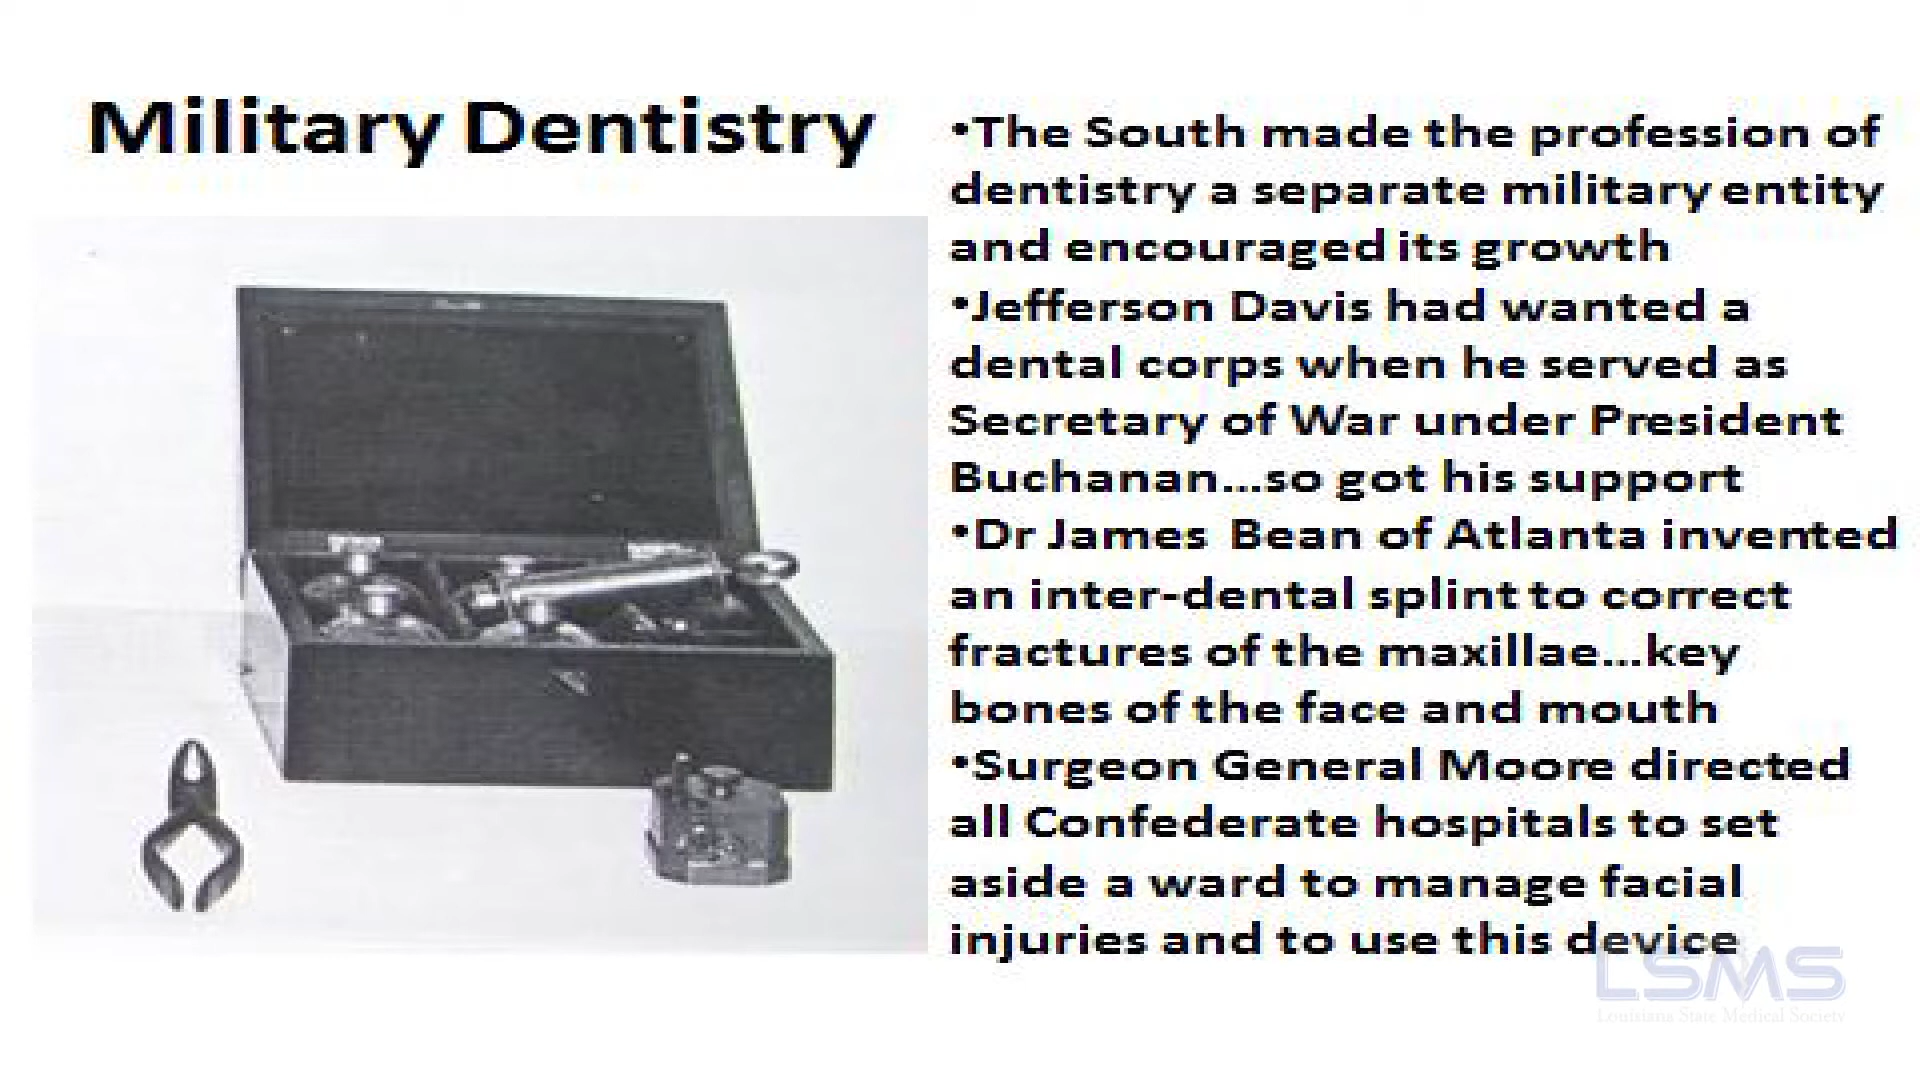 Military Dentistry
•The South made the profession of
dentistry a separate military entity
and encouraged its growth
•Jefferson Davis had wanted a
dental corps when he served as
Secretary of War under President
Buchanan...so got his support
•Dr James Bean of Atlanta invented
an inter-dental splint to correct
fractures of the maxillae...key
bones of the face and mouth
•Surgeon General Moore directed
all Confederate hospitals to set
aside a ward to manage facial
injuries and to use this device
LSMS
Louisiana State Medical Society